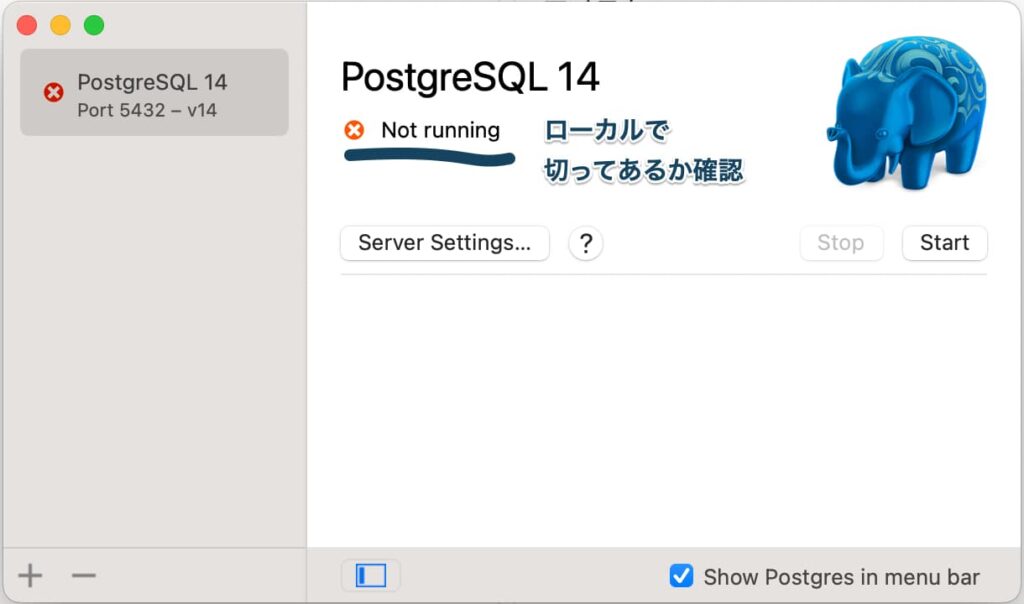 PostgreSQL 14
Port 5432 – v14
PostgreSQL 14
Not running
ローカルで
切ってあるか確認
Server Settings...
?
Stop
Start
Show Postgres in menu bar